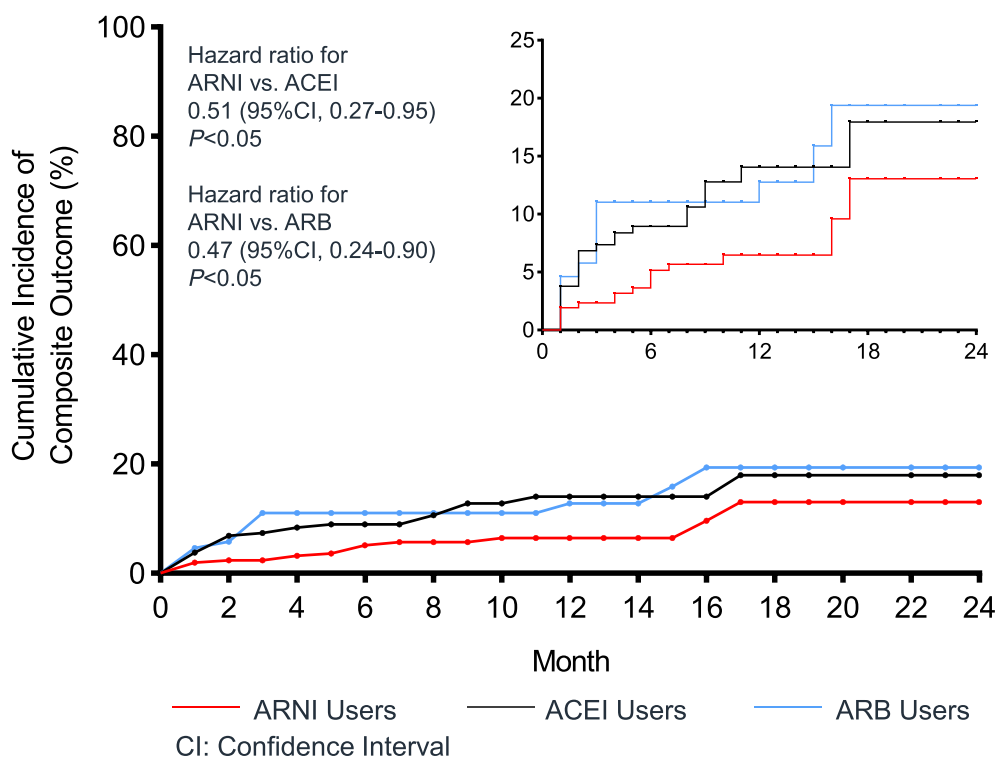 Hazard ratio for
ARNI vs. ACEI
0.51 (95%CI, 0.27-0.95)
P<0.05
Hazard ratio for
ARNI vs. ARB
0.47 (95%CI, 0.24-0.90)
P<0.05
Cumulative Incidence of
Composite Outcome (%)
100
80
60
40
20
0
0 2 4 6 8 10 12 14 16 18 20 22 24
Month
25
20
15
10
5
0
0 6 12 18 24
ARNI Users ACEI Users ARB Users
CI: Confidence Interval